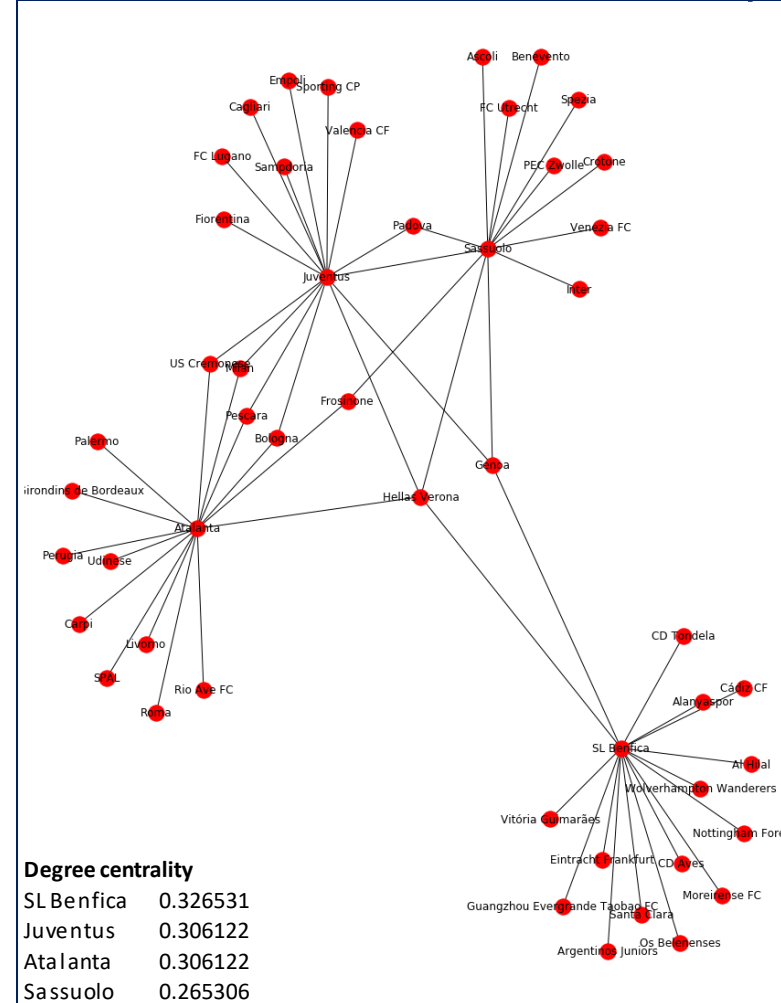 Ascoli
Benevento
Empoli
Sporting CP
Spezia
Cagliari
FC Utrecht
Valencia CF
FC Lugano
Sampdoria
PEC Zwolle
Crotone
Fiorentina
Padova
Venezia FC
Sassuolo
Juventus
Inter
US Cremonese
Milan
Frosinone
Pescara
Bologna
Palermo
Genoa
irondins de Bordeaux
Hellas Verona
Atalanta
Perugia
Udinese
Carpi
CD Tondela
Livorno
SPAL
Rio Ave FC
Cádiz CF
Alanyaspor
Roma
SL Benfica
Al Hilal
Wolverhampton Wanderers
Vitória Guimarães
Nottingham Fore
Eintracht Frankfurt
CD Aves
Moreirense FC
Guangzhou Evergrande Taobao FC
Santa Clara
Os Belenenses
Argentinos Juniors
Degree centrality
SL Benfica 0.326531
Juventus 0.306122
Atalanta 0.306122
Sassuolo 0.265306